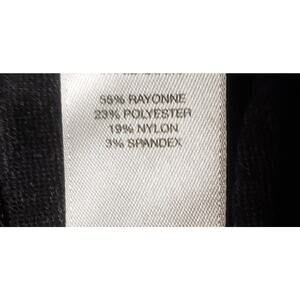 55% RAYONNE
23% POLYESTER
19% NYLON
3% SPANDEX